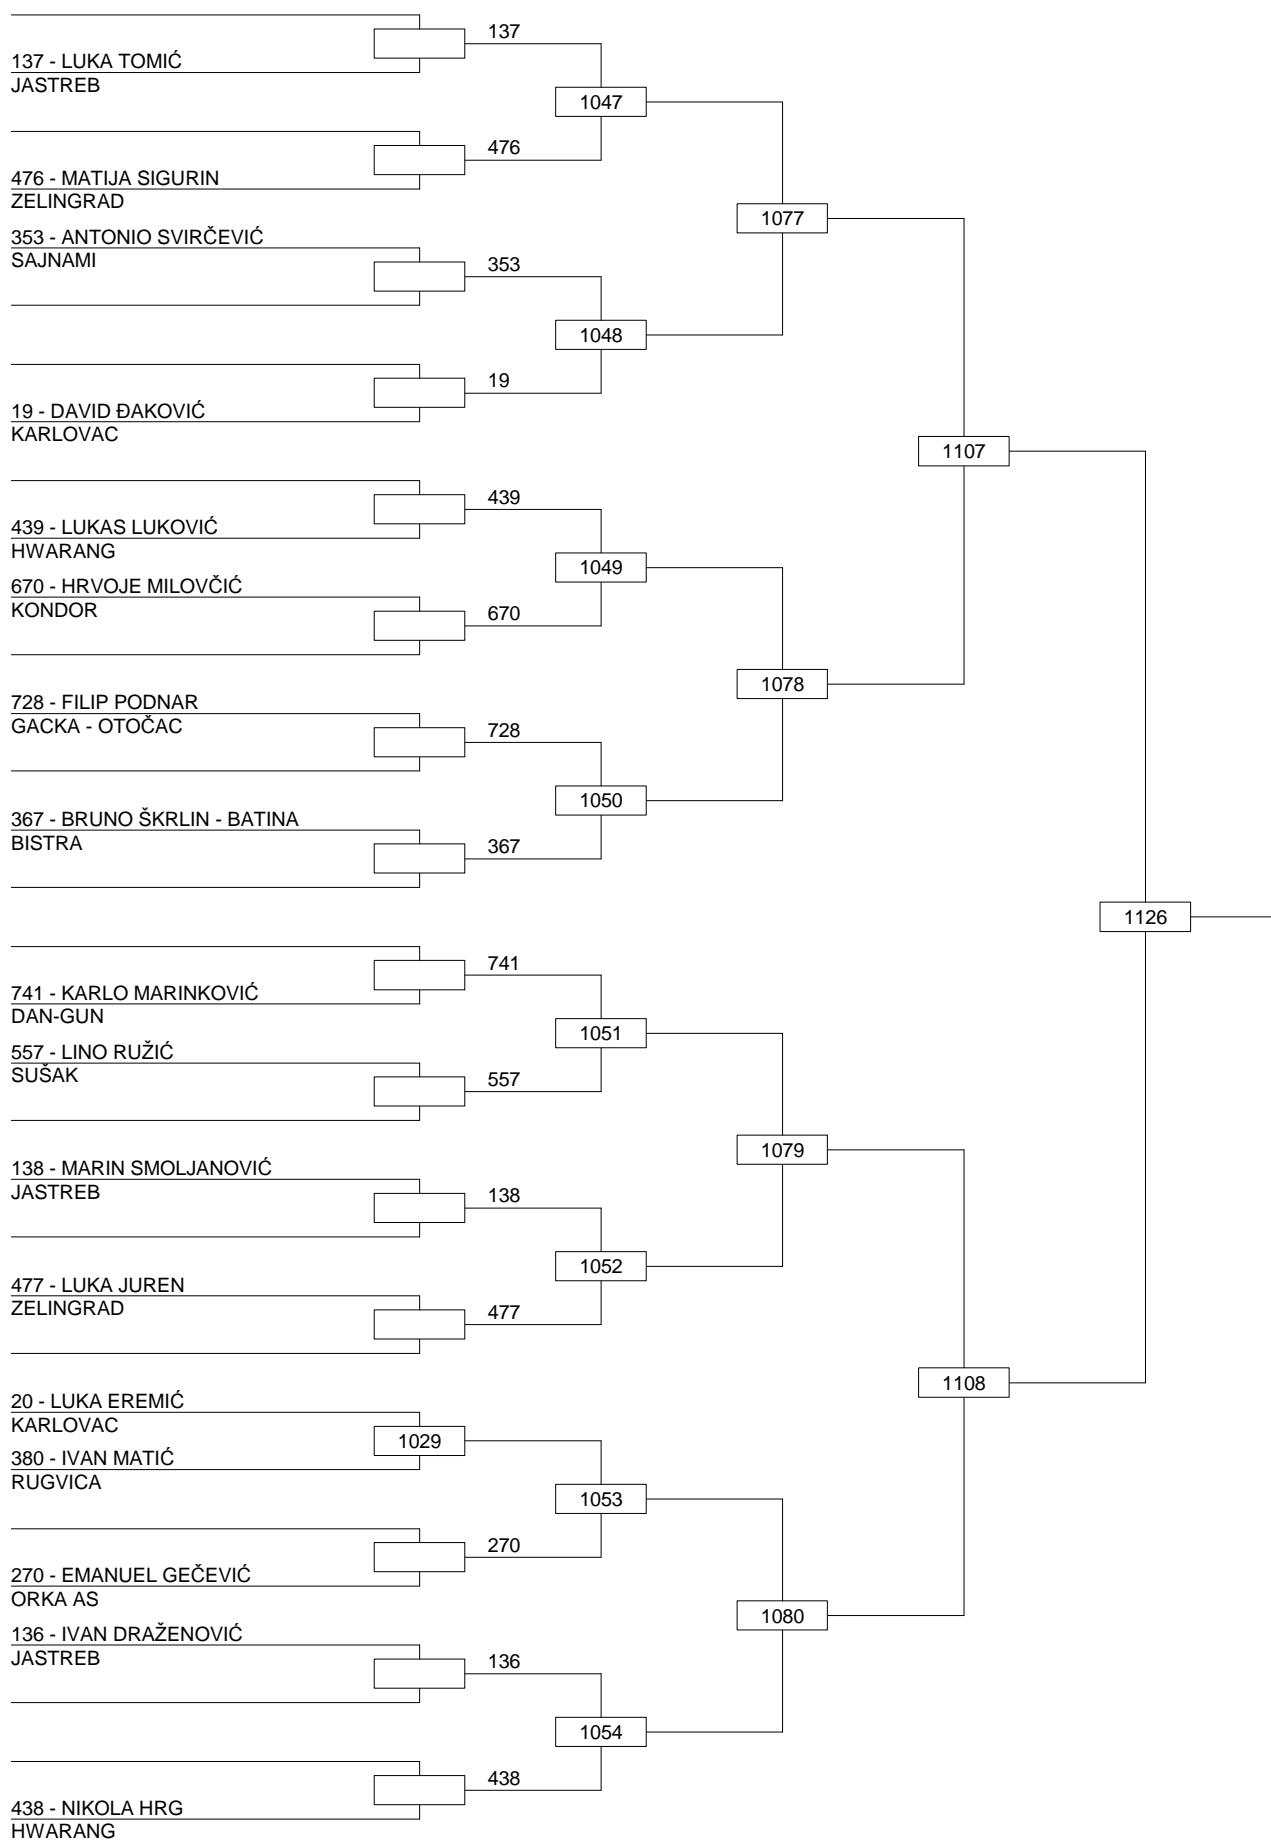 137
137 - LUKA TOMIĆ
JASTREB
1047
476
476 - MATIJA SIGURIN
ZELINGRAD
1077
353 - ANTONIO SVIRČEVIĆ
SAJNAMI
353
1048
19
19 - DAVID ĐAKOVIĆ
KARLOVAC
1107
439
439 - LUKAS LUKOVIĆ
HWARANG
1049
670 - HRVOJE MILOVČIĆ
KONDOR
670
1078
728 - FILIP PODNAR
GACKA - OTOČAC
728
1050
367 - BRUNO ŠKRLIN - BATINA
BISTRA
367
1126
741
741 - KARLO MARINKOVIĆ
DAN-GUN
1051
557 - LINO RUŽIĆ
SUŠAK
557
1079
138 - MARIN SMOLJANOVIĆ
JASTREB
138
1052
477 - LUKA JUREN
ZELINGRAD
477
1108
20 - LUKA EREMIĆ
KARLOVAC
1029
380 - IVAN MATIĆ
RUGVICA
1053
270
270 - EMANUEL GEČEVIĆ
ORKA AS
1080
136 - IVAN DRAŽENOVIĆ
JASTREB
136
1054
438
438 - NIKOLA HRG
HWARANG